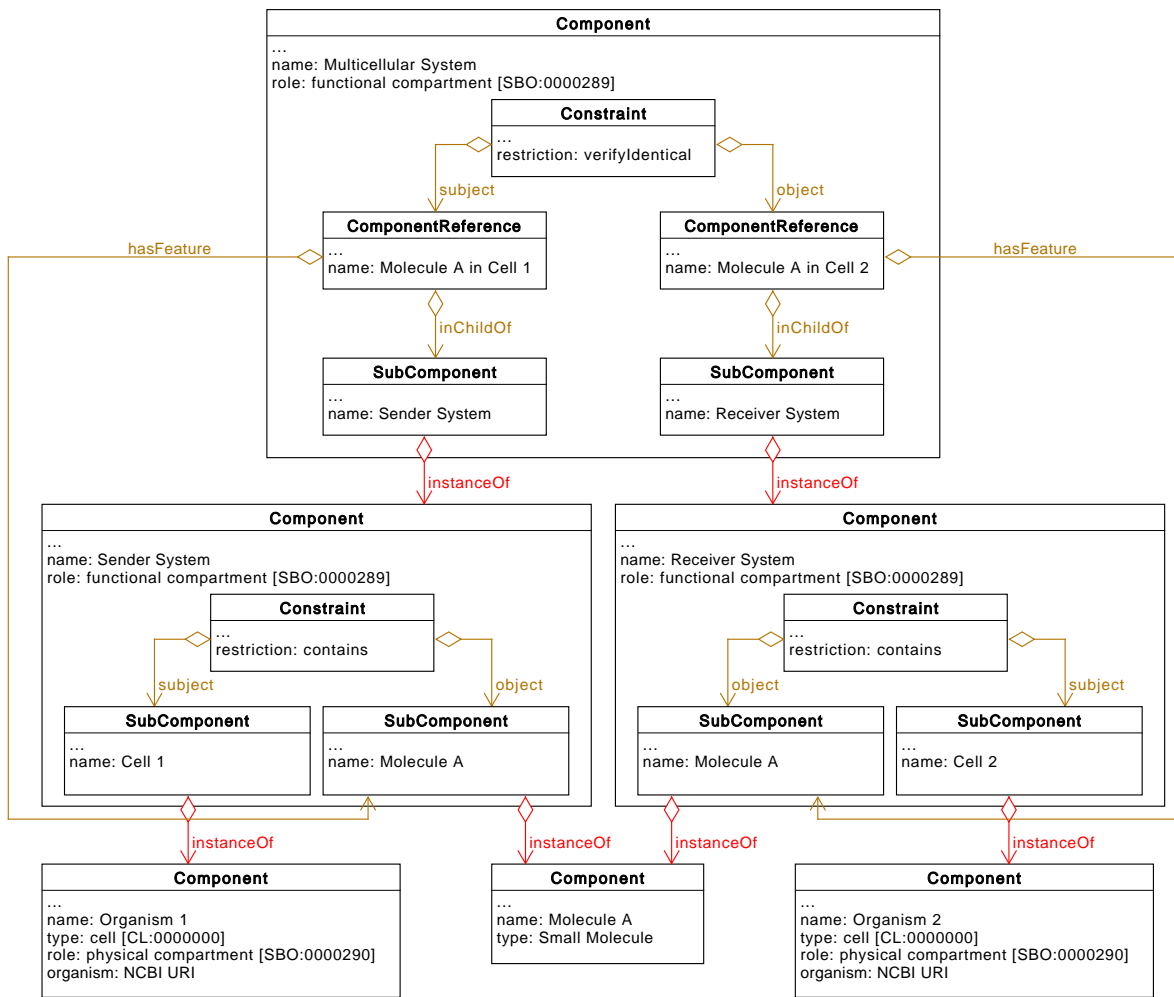 Component
...
name: Multicellular System
role: functional compartment [SBO:0000289]
Constraint
...
restriction: verifyIdentical
subject
object
ComponentReference
...
name: Molecule A in Cell 1
ComponentReference
...
name: Molecule A in Cell 2
hasFeature
hasFeature
inChildOf
inChildOf
SubComponent
...
name: Sender System
SubComponent
...
name: Receiver System
instanceOf
instanceOf
Component
...
name: Sender System
role: functional compartment [SBO:0000289]
Constraint
...
restriction: contains
subject
object
SubComponent
...
name: Cell 1
SubComponent
...
name: Molecule A
Component
...
name: Receiver System
role: functional compartment [SBO:0000289]
Constraint
...
restriction: contains
object
subject
SubComponent
...
name: Molecule A
SubComponent
...
name: Cell 2
instanceOf
instanceOf
instanceOf
instanceOf
Component
...
name: Organism 1
type: cell [CL:0000000]
role: physical compartment [SBO:0000290]
organism: NCBI URI
Component
...
name: Molecule A
type: Small Molecule
Component
...
name: Organism 2
type: cell [CL:0000000]
role: physical compartment [SBO:0000290]
organism: NCBI URI